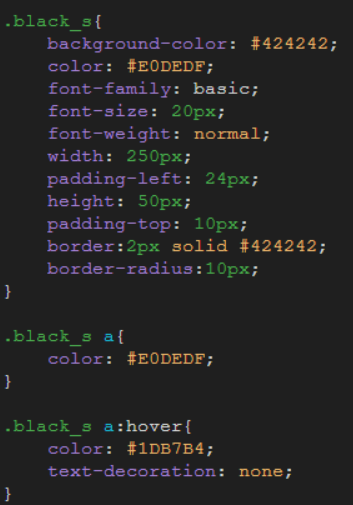 .black_s{
background-color: #424242;
color: #E0DEDF;
font-family: basic;
font-size: 20px;
font-weight: normal;
width: 250px;
padding-left: 24px;
height: 50px;
padding-top: 10px;
border:2px solid #424242;
border-radius:10px;
}
.black_s a{
color: #E0DEDF;
}
.black_s a:hover{
color: #1DB7B4;
text-decoration: none;
}